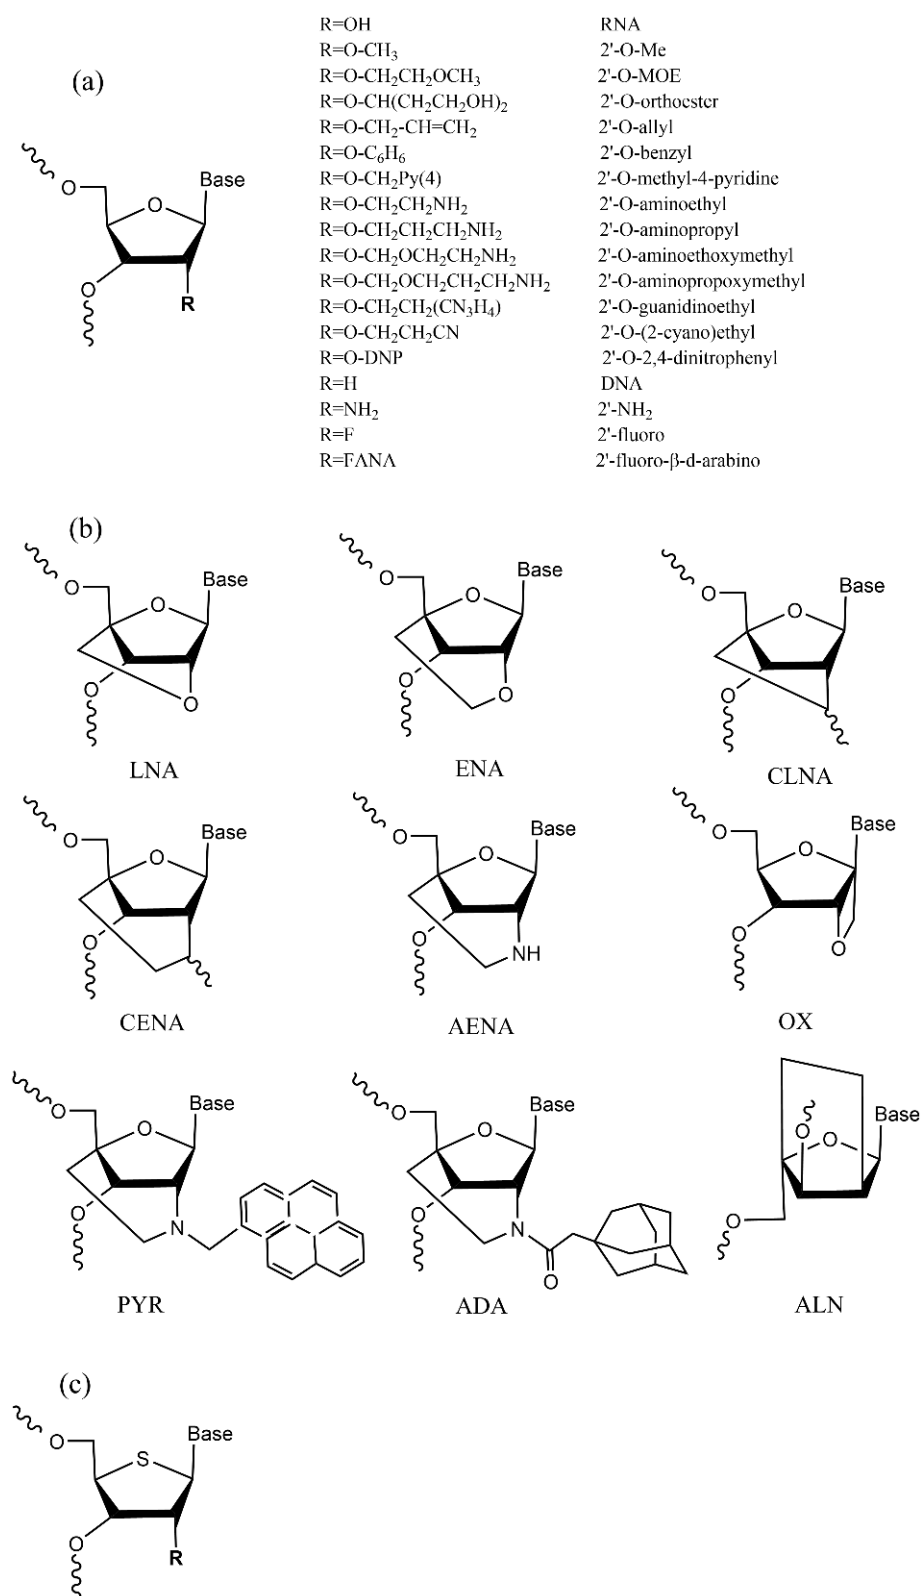 (a)
R=OH RNA
R=O-CH₃ 2'-O-Me
R=O-CH₂CH₂OCH₃ 2'-O-MOE
R=O-CH(CH₂CH₂OH)₂ 2'-O-orthoester
R=O-CH₂-CH=CH₂ 2'-O-allyl
R=O-C₆H₆ 2'-O-benzyl
R=O-CH₂Py(4) 2'-O-methyl-4-pyridine
R=O-CH₂CH₂NH₂ 2'-O-aminoethyl
R=O-CH₂CH₂CH₂NH₂ 2'-O-aminopropyl
R=O-CH₂OCH₂CH₂NH₂ 2'-O-aminoethoxymethyl
R=O-CH₂OCH₂CH₂CH₂NH₂ 2'-O-aminopropoxymethyl
R=O-CH₂CH₂(CN₃H₄) 2'-O-guanidinoethyl
R=O-CH₂CH₂CN 2'-O-(2-cyano)ethyl
R=O-DNP 2'-O-2,4-dinitrophenyl
R=H DNA
R=NH₂ 2'-NH₂
R=F 2'-fluoro
R=FANA 2'-fluoro-β-d-arabino
Base
O
O
O
R
(b)
Base
O
O
O
O
LNA
Base
O
O
O
O
ENA
Base
O
O
O
CLNA
Base
O
O
O
CENA
Base
O
O
O
NH
AENA
Base
O
O
O
O
OX
Base
O
O
O
N
PYR
Base
O
O
O
N
O
ADA
Base
O
O
O
ALN
(c)
Base
O
S
O
R